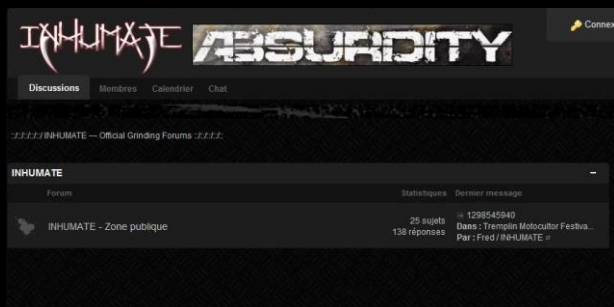 INHUMATE ABSURDITY
Connex
Discussions Membres Calendrier Chat
INHUMATE — Official Grinding Forums
INHUMATE
Forum Statistiques Dernier message
INHUMATE - Zone publique
25 sujets
138 réponses
1298545940
Dans : Tremplin Motocultor Festiva...
Par : Fred / INHUMATE